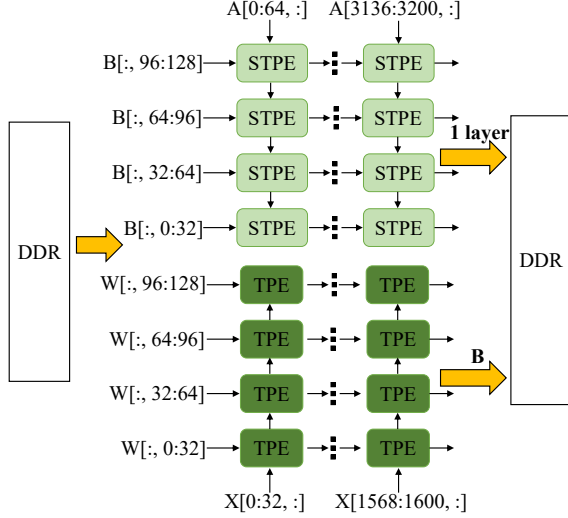 A[0:64, :] A[3136:3200, :]
B[:, 96:128] STPE STPE
B[:, 64:96] STPE STPE
1 layer
B[:, 32:64] STPE STPE
B[:, 0:32] STPE STPE
DDR DDR
W[:, 96:128] TPE TPE
W[:, 64:96] TPE TPE
B
W[:, 32:64] TPE TPE
W[:, 0:32] TPE TPE
X[0:32, :] X[1568:1600, :]